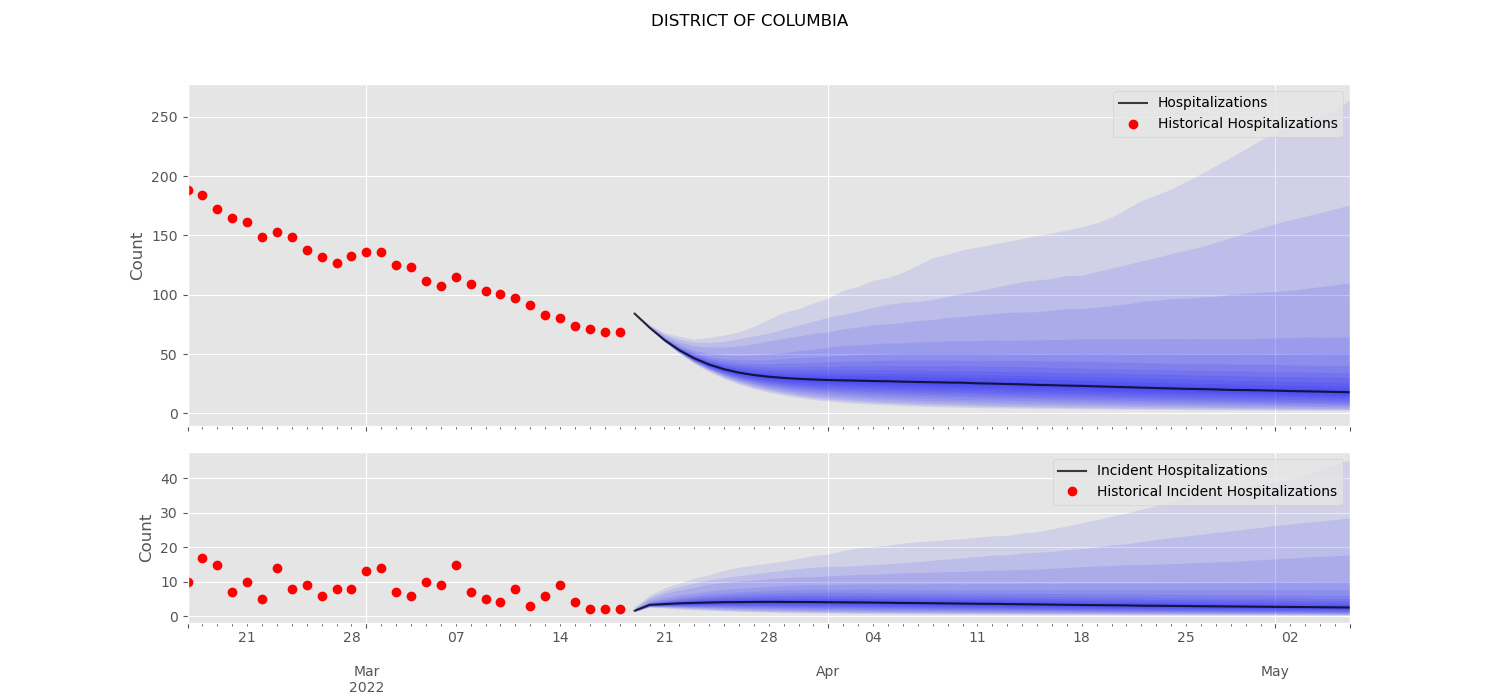 DISTRICT OF COLUMBIA
Hospitalizations
Historical Hospitalizations
250
200
150
100
50
0
Count
Incident Hospitalizations
Historical Incident Hospitalizations
40
30
20
10
0
Count
21 28 07 14 21 28 04 11 18 25 02
Mar Apr May
2022